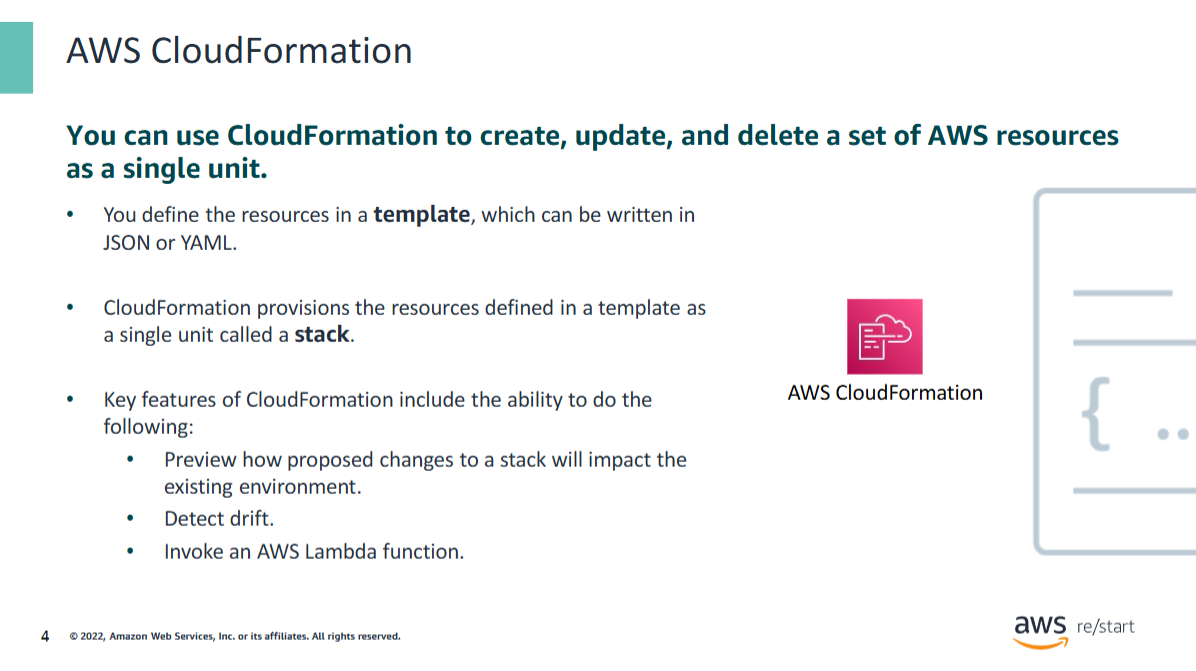 AWS CloudFormation
You can use CloudFormation to create, update, and delete a set of AWS resources
as a single unit.
• You define the resources in a template, which can be written in
JSON or YAML.
• CloudFormation provisions the resources defined in a template as
a single unit called a stack.
• Key features of CloudFormation include the ability to do the
following:
• Preview how proposed changes to a stack will impact the
existing environment.
• Detect drift.
• Invoke an AWS Lambda function.
AWS CloudFormation
{ ..
4 © 2022, Amazon Web Services, Inc. or its affiliates. All rights reserved.
aws re/start